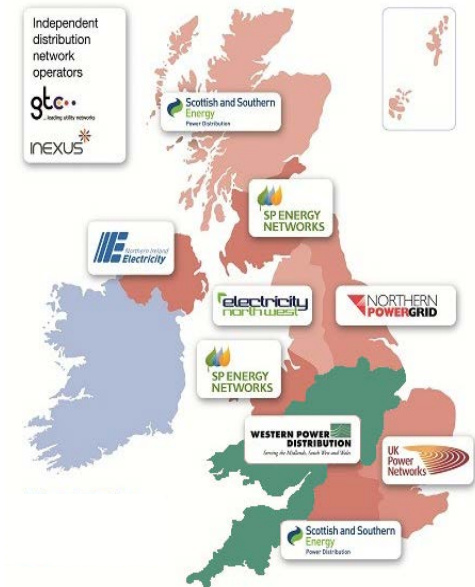 Independent
distribution
network
operators
gtc
...leading utility networks
INEXUS
Scottish and Southern
Energy
Power Distribution
SP ENERGY
NETWORKS
Northern Ireland
Electricity
electricity
north west
NORTHERN
POWERGRID
SP ENERGY
NETWORKS
WESTERN POWER
DISTRIBUTION
Serving the Midlands, South West and Wales
UK
Power
Networks
Scottish and Southern
Energy
Power Distribution